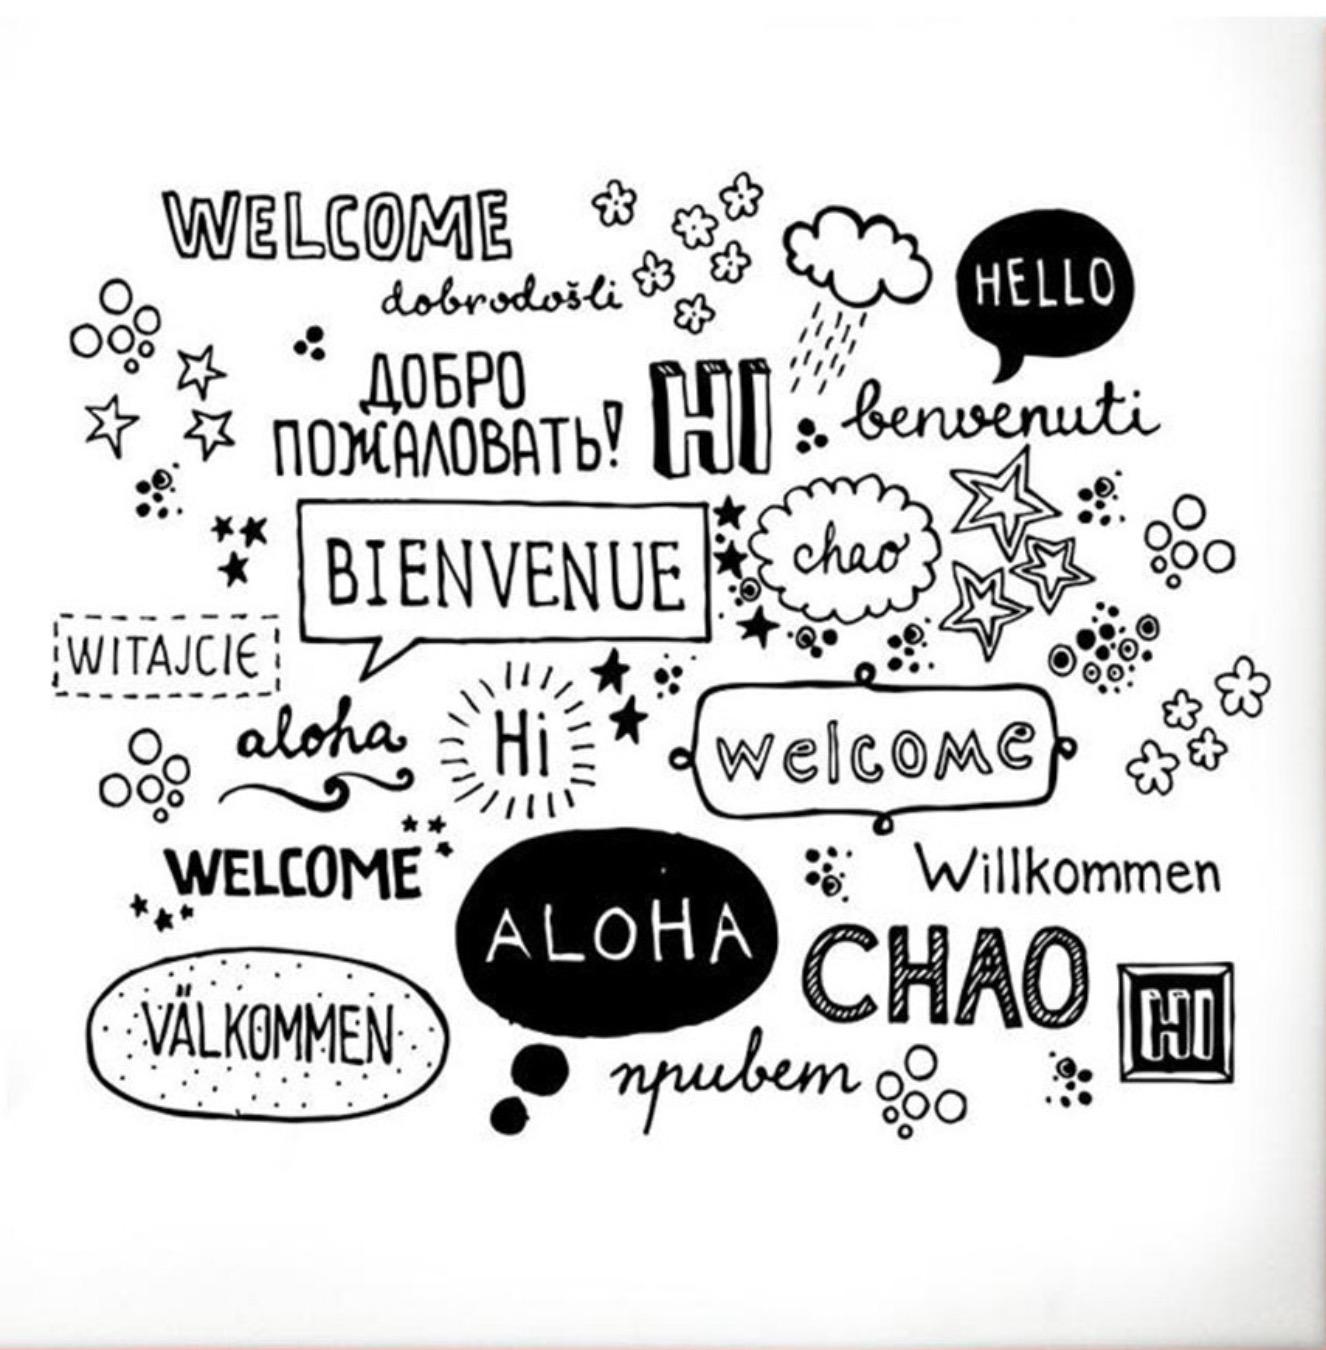 WELCOME
HELLO
dobrodošli
ДОБРО
ПОЖАЛОВАТЬ!
HI
benvenuti
BIENVENUE
chao
WITAJCIE
aloha
Hi
welcome
WELCOME
Willkommen
ALOHA
CHAO
HI
VÄLKOMMEN
привет